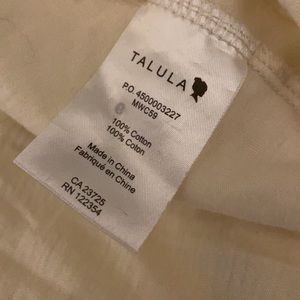 TALULA
P.O. 4500003227
MWC59
100% Cotton
100% Coton
Made in China
Fabriqué en Chine
CA 23725
RN 122354